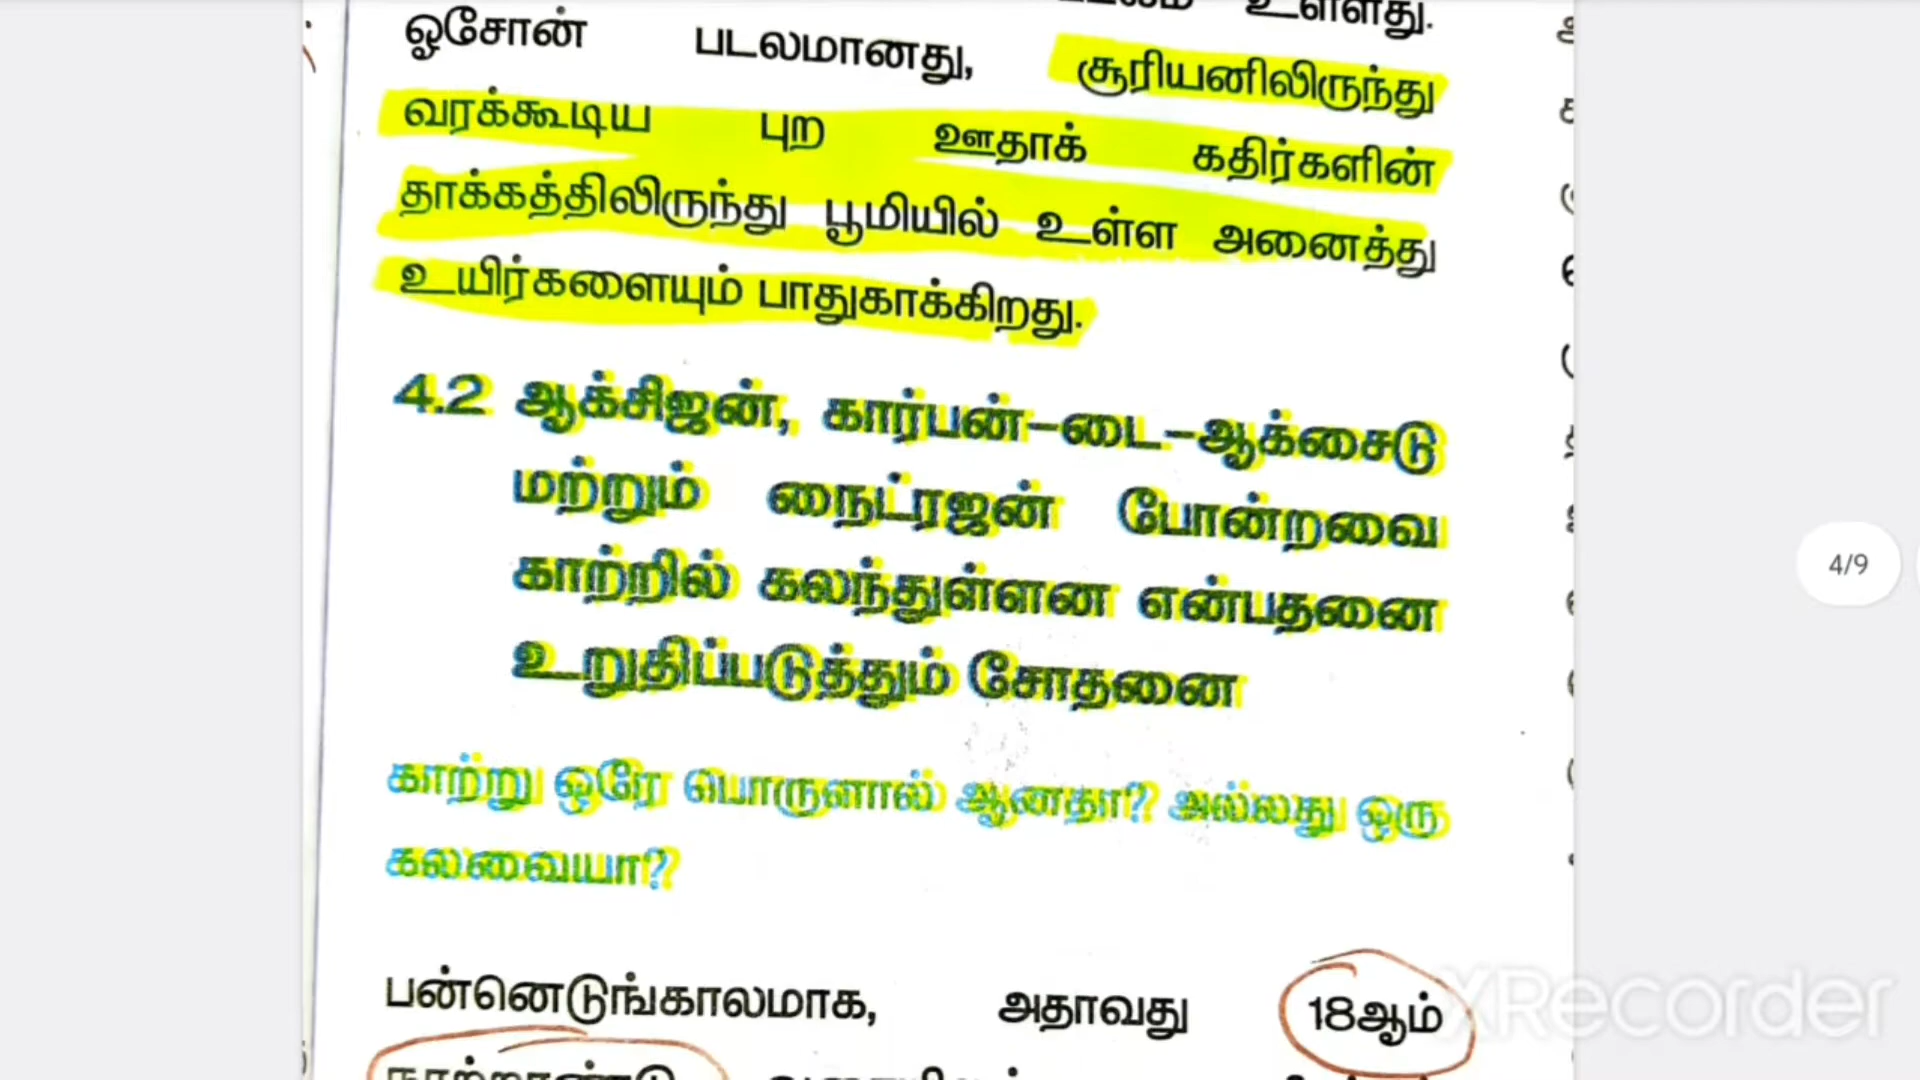 உள்ளது.
ஓசோன் படலமானது, சூரியனிலிருந்து
வரக்கூடிய புற ஊதாக் கதிர்களின்
தாக்கத்திலிருந்து பூமியில் உள்ள அனைத்து
உயிர்களையும் பாதுகாக்கிறது.
4.2 ஆக்சிஜன், கார்பன்–டை–ஆக்சைடு
மற்றும் நைட்ரஜன் போன்றவை
காற்றில் கலந்துள்ளன என்பதனை
உறுதிப்படுத்தும் சோதனை
காற்று ஒரே பொருளால் ஆனதா? அல்லது ஒரு
கலவையா?
பன்னெடுங்காலமாக, அதாவது 18ஆம்
நூற்றாண்டு
4/9
XRecorder